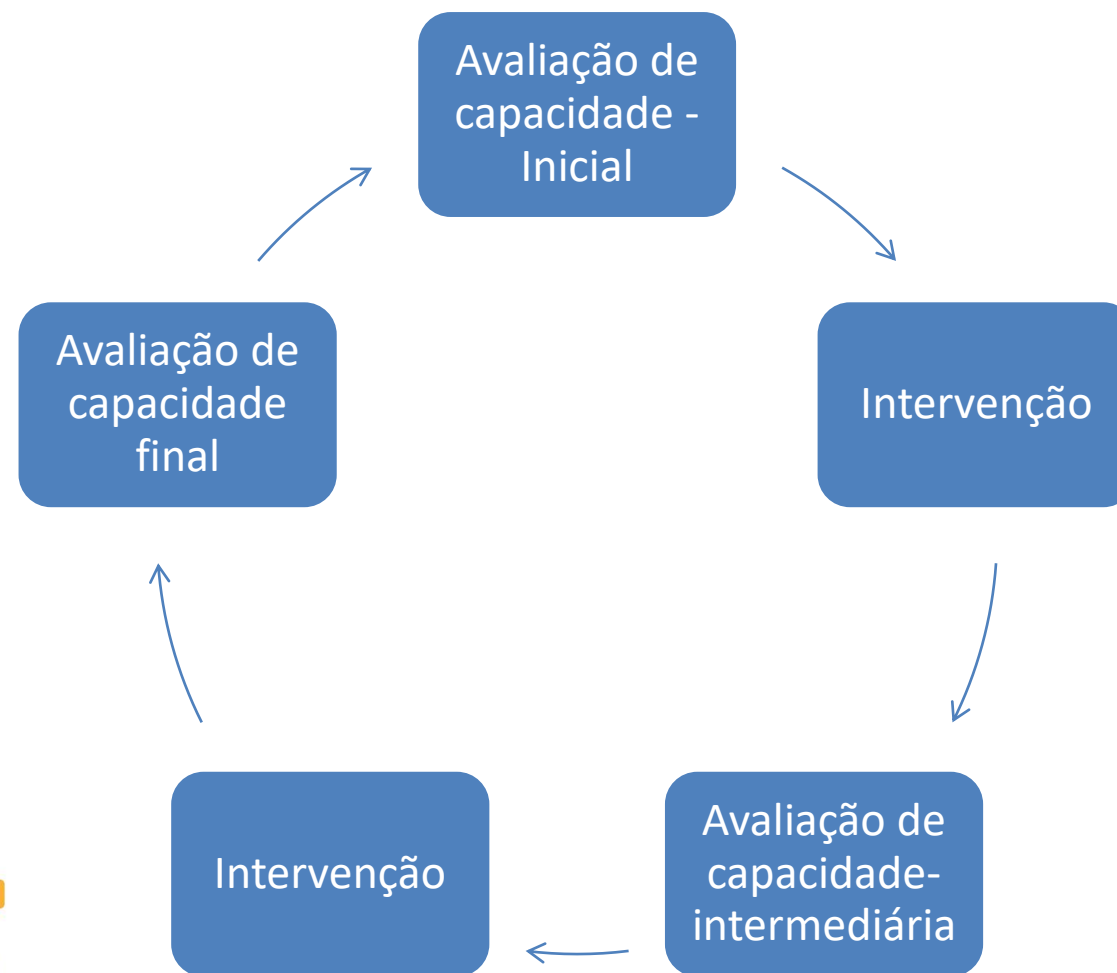 Avaliação de
capacidade -
Inicial
Intervenção
Avaliação de
capacidade-
intermediária
Intervenção
Avaliação de
capacidade
final